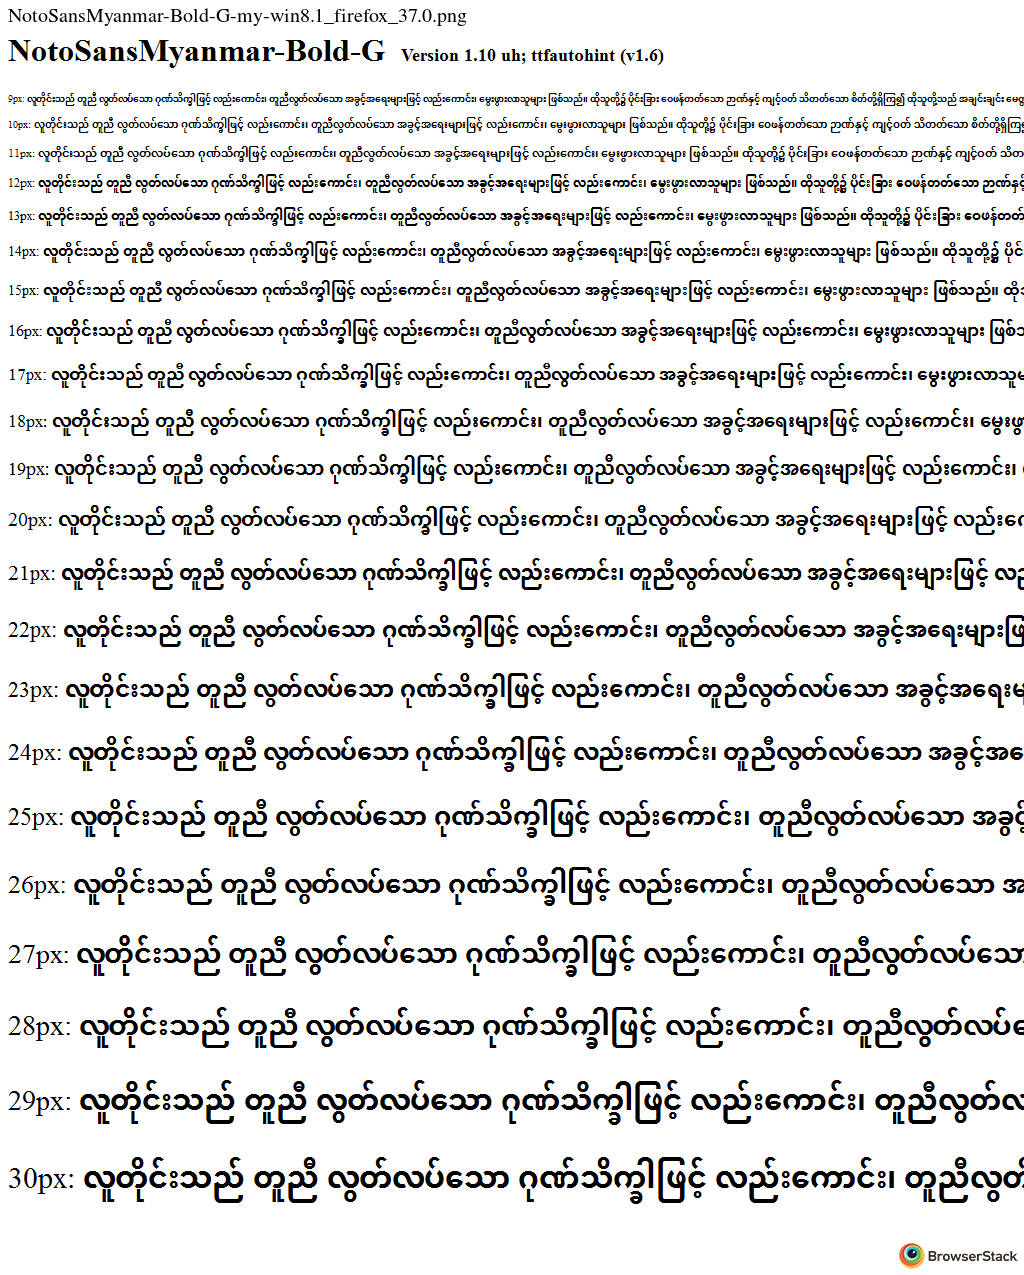 NotoSansMyanmar-Bold-G-my-win8.1_firefox_37.0.png
NotoSansMyanmar-Bold-G Version 1.10 uh; ttfautohint (v1.6)
9px: လူတိုင်းသည် တူညီ လွတ်လပ်သော ဂုဏ်သိက္ခါဖြင့် လည်းကောင်း၊ တူညီလွတ်လပ်သော အခွင့်အရေးများဖြင့် လည်းကောင်း၊ မွေးဖွားလာသူများ ဖြစ်သည်။ ထိုသူတို့၌ ပိုင်းခြား ဝေဖန်တတ်သော ဉာဏ်နှင့် ကျင့်ဝတ် သိတတ်သော စိတ်တို့ရှိကြ၍ ထိုသူတို့သည် အချင်းချင်း
10px: လူတိုင်းသည် တူညီ လွတ်လပ်သော ဂုဏ်သိက္ခါဖြင့် လည်းကောင်း၊ တူညီလွတ်လပ်သော အခွင့်အရေးများဖြင့် လည်းကောင်း၊ မွေးဖွားလာသူများ ဖြစ်သည်။ ထိုသူတို့၌ ပိုင်းခြား ဝေဖန်တတ်သော ဉာဏ်နှင့် ကျင့်ဝတ် သိတတ်သော
11px: လူတိုင်းသည် တူညီ လွတ်လပ်သော ဂုဏ်သိက္ခါဖြင့် လည်းကောင်း၊ တူညီလွတ်လပ်သော အခွင့်အရေးများဖြင့် လည်းကောင်း၊ မွေးဖွားလာသူများ ဖြစ်သည်။ ထိုသူတို့၌ ပိုင်းခြား ဝေဖန်တတ်သော ဉာဏ်နှင့် ကျင့်ဝတ်
12px: လူတိုင်းသည် တူညီ လွတ်လပ်သော ဂုဏ်သိက္ခါဖြင့် လည်းကောင်း၊ တူညီလွတ်လပ်သော အခွင့်အရေးများဖြင့် လည်းကောင်း၊ မွေးဖွားလာသူများ ဖြစ်သည်။ ထိုသူတို့၌ ပိုင်းခြား ဝေဖန်တတ်သော ဉာဏ်နှင့်
13px: လူတိုင်းသည် တူညီ လွတ်လပ်သော ဂုဏ်သိက္ခါဖြင့် လည်းကောင်း၊ တူညီလွတ်လပ်သော အခွင့်အရေးများဖြင့် လည်းကောင်း၊ မွေးဖွားလာသူများ ဖြစ်သည်။ ထိုသူတို့၌ ပိုင်းခြား ဝေဖန်တတ်
14px: လူတိုင်းသည် တူညီ လွတ်လပ်သော ဂုဏ်သိက္ခါဖြင့် လည်းကောင်း၊ တူညီလွတ်လပ်သော အခွင့်အရေးများဖြင့် လည်းကောင်း၊ မွေးဖွားလာသူများ ဖြစ်သည်။ ထိုသူတို့၌ ပိုင်း
15px: လူတိုင်းသည် တူညီ လွတ်လပ်သော ဂုဏ်သိက္ခါဖြင့် လည်းကောင်း၊ တူညီလွတ်လပ်သော အခွင့်အရေးများဖြင့် လည်းကောင်း၊ မွေးဖွားလာသူများ ဖြစ်သည်။
16px: လူတိုင်းသည် တူညီ လွတ်လပ်သော ဂုဏ်သိက္ခါဖြင့် လည်းကောင်း၊ တူညီလွတ်လပ်သော အခွင့်အရေးများဖြင့် လည်းကောင်း၊ မွေးဖွားလာသူများ
17px: လူတိုင်းသည် တူညီ လွတ်လပ်သော ဂုဏ်သိက္ခါဖြင့် လည်းကောင်း၊ တူညီလွတ်လပ်သော အခွင့်အရေးများဖြင့် လည်းကောင်း၊ မွေးဖွားလာသူ
18px: လူတိုင်းသည် တူညီ လွတ်လပ်သော ဂုဏ်သိက္ခါဖြင့် လည်းကောင်း၊ တူညီလွတ်လပ်သော အခွင့်အရေးများဖြင့် လည်းကောင်း၊ မွေးဖွ
19px: လူတိုင်းသည် တူညီ လွတ်လပ်သော ဂုဏ်သိက္ခါဖြင့် လည်းကောင်း၊ တူညီလွတ်လပ်သော အခွင့်အရေးများဖြင့် လည်းကောင်း၊
20px: လူတိုင်းသည် တူညီ လွတ်လပ်သော ဂုဏ်သိက္ခါဖြင့် လည်းကောင်း၊ တူညီလွတ်လပ်သော အခွင့်အရေးများဖြင့် လည်းကေ
21px: လူတိုင်းသည် တူညီ လွတ်လပ်သော ဂုဏ်သိက္ခါဖြင့် လည်းကောင်း၊ တူညီလွတ်လပ်သော အခွင့်အရေးများဖြင့် လည
22px: လူတိုင်းသည် တူညီ လွတ်လပ်သော ဂုဏ်သိက္ခါဖြင့် လည်းကောင်း၊ တူညီလွတ်လပ်သော အခွင့်အရေးများဖြ
23px: လူတိုင်းသည် တူညီ လွတ်လပ်သော ဂုဏ်သိက္ခါဖြင့် လည်းကောင်း၊ တူညီလွတ်လပ်သော အခွင့်အရေးမ
24px: လူတိုင်းသည် တူညီ လွတ်လပ်သော ဂုဏ်သိက္ခါဖြင့် လည်းကောင်း၊ တူညီလွတ်လပ်သော အခွင့်အ
25px: လူတိုင်းသည် တူညီ လွတ်လပ်သော ဂုဏ်သိက္ခါဖြင့် လည်းကောင်း၊ တူညီလွတ်လပ်သော အခွင့်
26px: လူတိုင်းသည် တူညီ လွတ်လပ်သော ဂုဏ်သိက္ခါဖြင့် လည်းကောင်း၊ တူညီလွတ်လပ်သော အ
27px: လူတိုင်းသည် တူညီ လွတ်လပ်သော ဂုဏ်သိက္ခါဖြင့် လည်းကောင်း၊ တူညီလွတ်လပ်သော
28px: လူတိုင်းသည် တူညီ လွတ်လပ်သော ဂုဏ်သိက္ခါဖြင့် လည်းကောင်း၊ တူညီလွတ်လပ်
29px: လူတိုင်းသည် တူညီ လွတ်လပ်သော ဂုဏ်သိက္ခါဖြင့် လည်းကောင်း၊ တူညီလွတ်လ
30px: လူတိုင်းသည် တူညီ လွတ်လပ်သော ဂုဏ်သိက္ခါဖြင့် လည်းကောင်း၊ တူညီလွတ်
BrowserStack